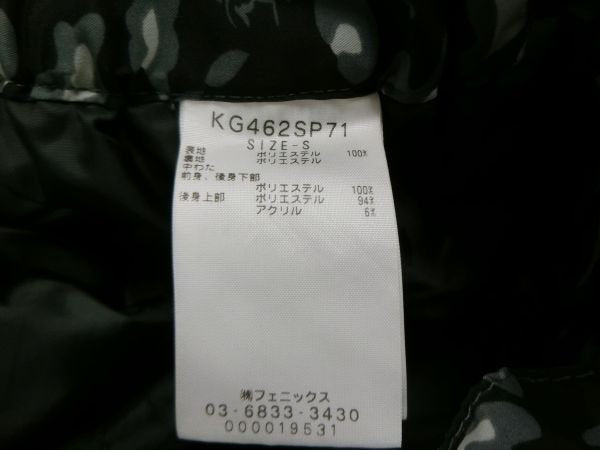 KG462SP71
SIZE-S
表地 ポリエステル 100%
裏地 ポリエステル
中わた
前身、後身下部
ポリエステル 100%
後身上部 ポリエステル 94%
アクリル 6%
㈱フェニックス
03-6833-3430
000019531